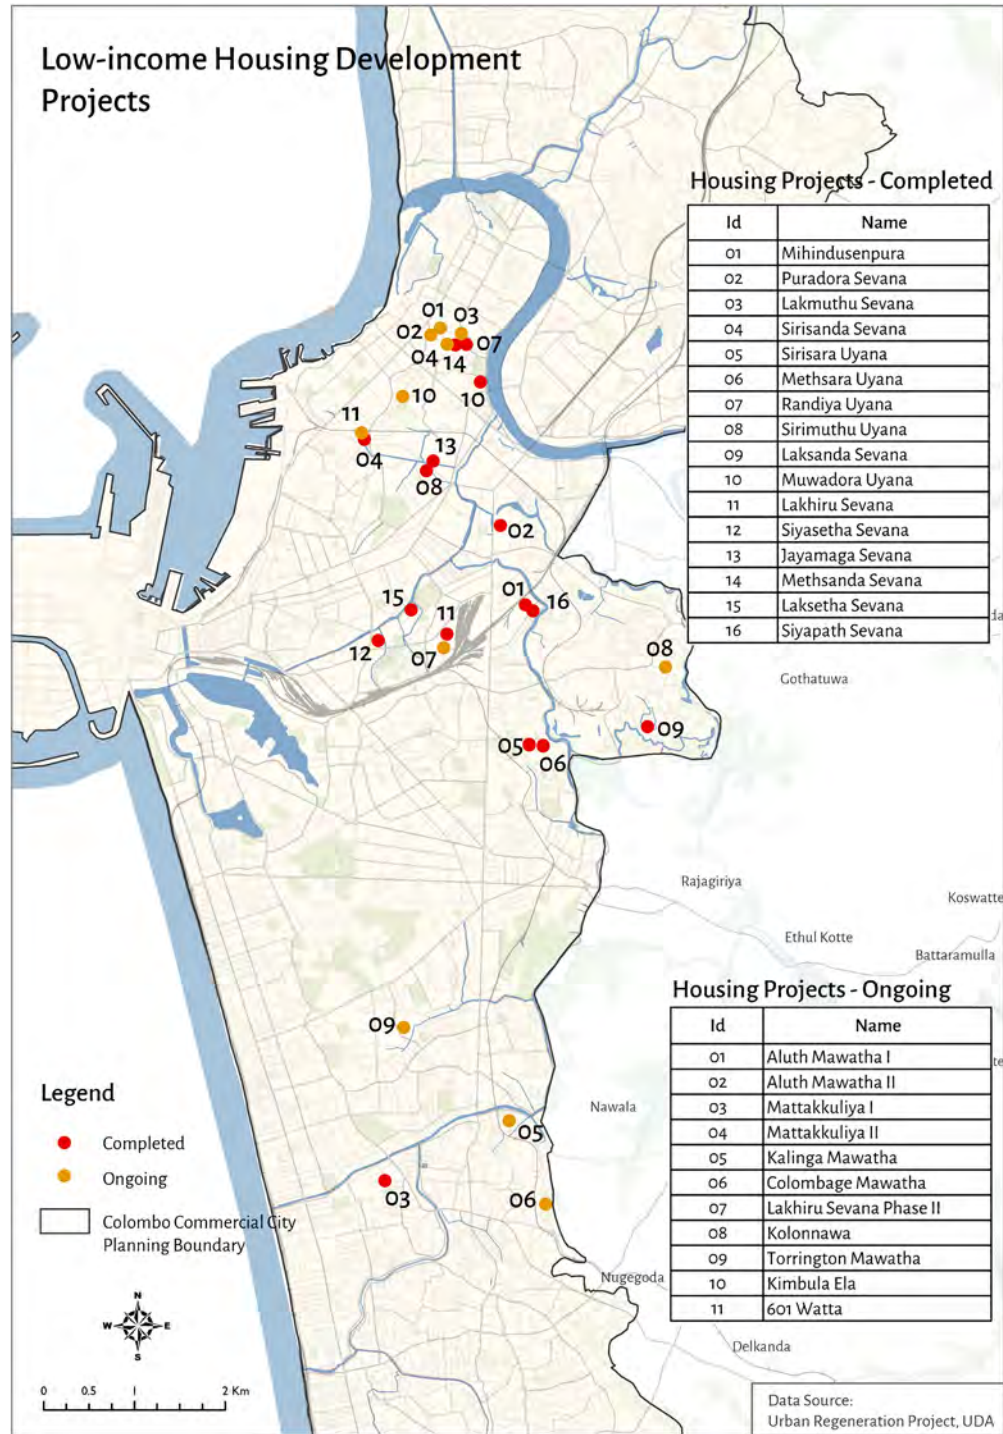 Low-income Housing Development
Projects
Housing Projects - Completed
Id Name
01 Mihindusenpura
02 Puradora Sevana
03 Lakmuthu Sevana
04 Sirisanda Sevana
05 Sirisara Uyana
06 Methsara Uyana
07 Randiya Uyana
08 Sirimuthu Uyana
09 Laksanda Sevana
10 Muwadora Uyana
11 Lakhiru Sevana
12 Siyasetha Sevana
13 Jayamaga Sevana
14 Methsanda Sevana
15 Laksetha Sevana
16 Siyapath Sevana
01
03
02
07
04
14
10
10
11
04
13
08
02
01
16
15
11
12
07
08
09
05
06
da
Gothatuwa
Rajagiriya
Koswatte
Ethul Kotte
Battaramulla
Housing Projects - Ongoing
Id Name
01 Aluth Mawatha I
02 Aluth Mawatha II
03 Mattakkuliya I
04 Mattakkuliya II
05 Kalinga Mawatha
06 Colombage Mawatha
07 Lakhiru Sevana Phase II
08 Kolonnawa
09 Torrington Mawatha
10 Kimbula Ela
11 601 Watta
te
09
Nawala
05
03
06
Nugegoda
Delkanda
Legend
Completed
Ongoing
Colombo Commercial City
Planning Boundary
N
W E
S
0 0.5 1 2 Km
Data Source:
Urban Regeneration Project, UDA